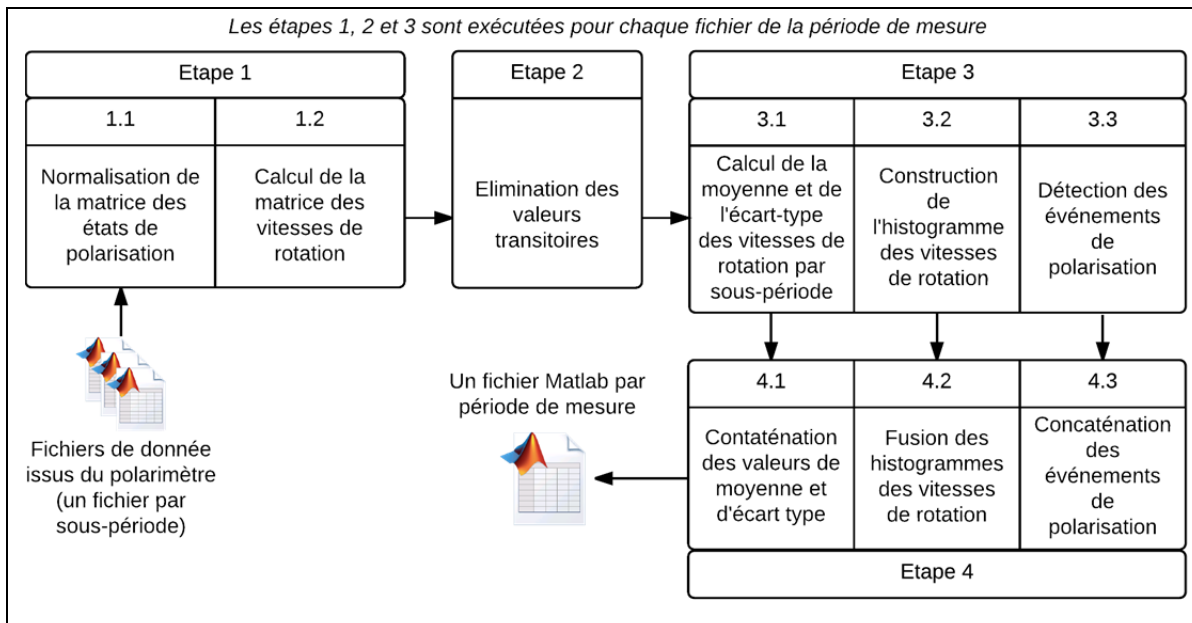 Les étapes 1, 2 et 3 sont exécutées pour chaque fichier de la période de mesure
Etape 1
1.1
Normalisation de
la matrice des
états de
polarisation
1.2
Calcul de la
matrice des
vitesses de
rotation
Etape 2
Elimination des
valeurs
transitoires
Etape 3
3.1
Calcul de la
moyenne et de
l'écart-type
des vitesses de
rotation par
sous-période
3.2
Construction
de
l'histogramme
des vitesses
de rotation
3.3
Détection des
événements
de
polarisation
Fichiers de donnée
issus du polarimètre
(un fichier par
sous-période)
Un fichier Matlab par
période de mesure
4.1
Contaténation
des valeurs de
moyenne et
d'écart type
4.2
Fusion des
histogrammes
des vitesses
de rotation
4.3
Concaténation
des
événements
de
polarisation
Etape 4